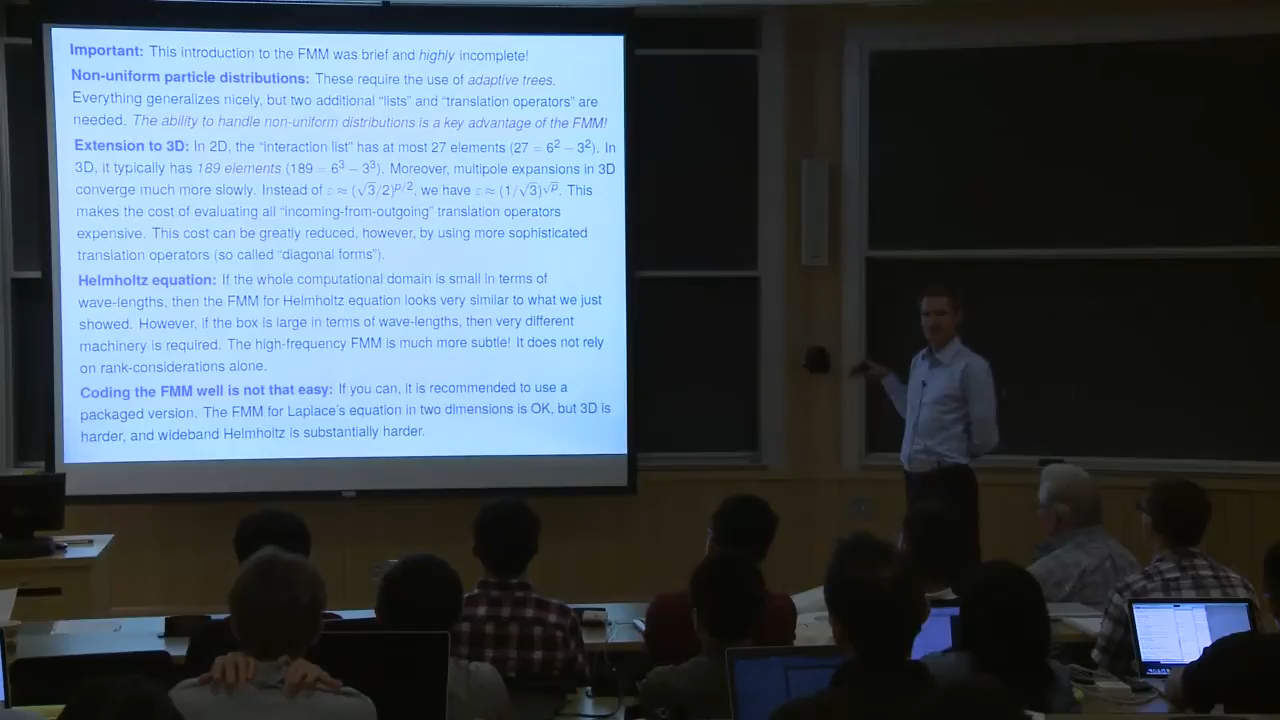 Important: This introduction to the FMM was brief and highly incomplete!
Non-uniform particle distributions: These require the use of adaptive trees.
Everything generalizes nicely, but two additional “lists” and “translation operators” are
needed. The ability to handle non-uniform distributions is a key advantage of the FMM!
Extension to 3D: In 2D, the “interaction list” has at most 27 elements (27 = 6² − 3²). In
3D, it typically has 189 elements (189 = 6³ − 3³). Moreover, multipole expansions in 3D
converge much more slowly. Instead of ε ≈ (√3/2)^{p/2}, we have ε ≈ (1/√3)^{√p}. This
makes the cost of evaluating all “incoming-from-outgoing” translation operators
expensive. This cost can be greatly reduced, however, by using more sophisticated
translation operators (so called “diagonal forms”).
Helmholtz equation: If the whole computational domain is small in terms of
wave-lengths, then the FMM for Helmholtz equation looks very similar to what we just
showed. However, if the box is large in terms of wave-lengths, then very different
machinery is required. The high-frequency FMM is much more subtle! It does not rely
on rank-considerations alone.
Coding the FMM well is not that easy: If you can, it is recommended to use a
packaged version. The FMM for Laplace's equation in two dimensions is OK, but 3D is
harder, and wideband Helmholtz is substantially harder.